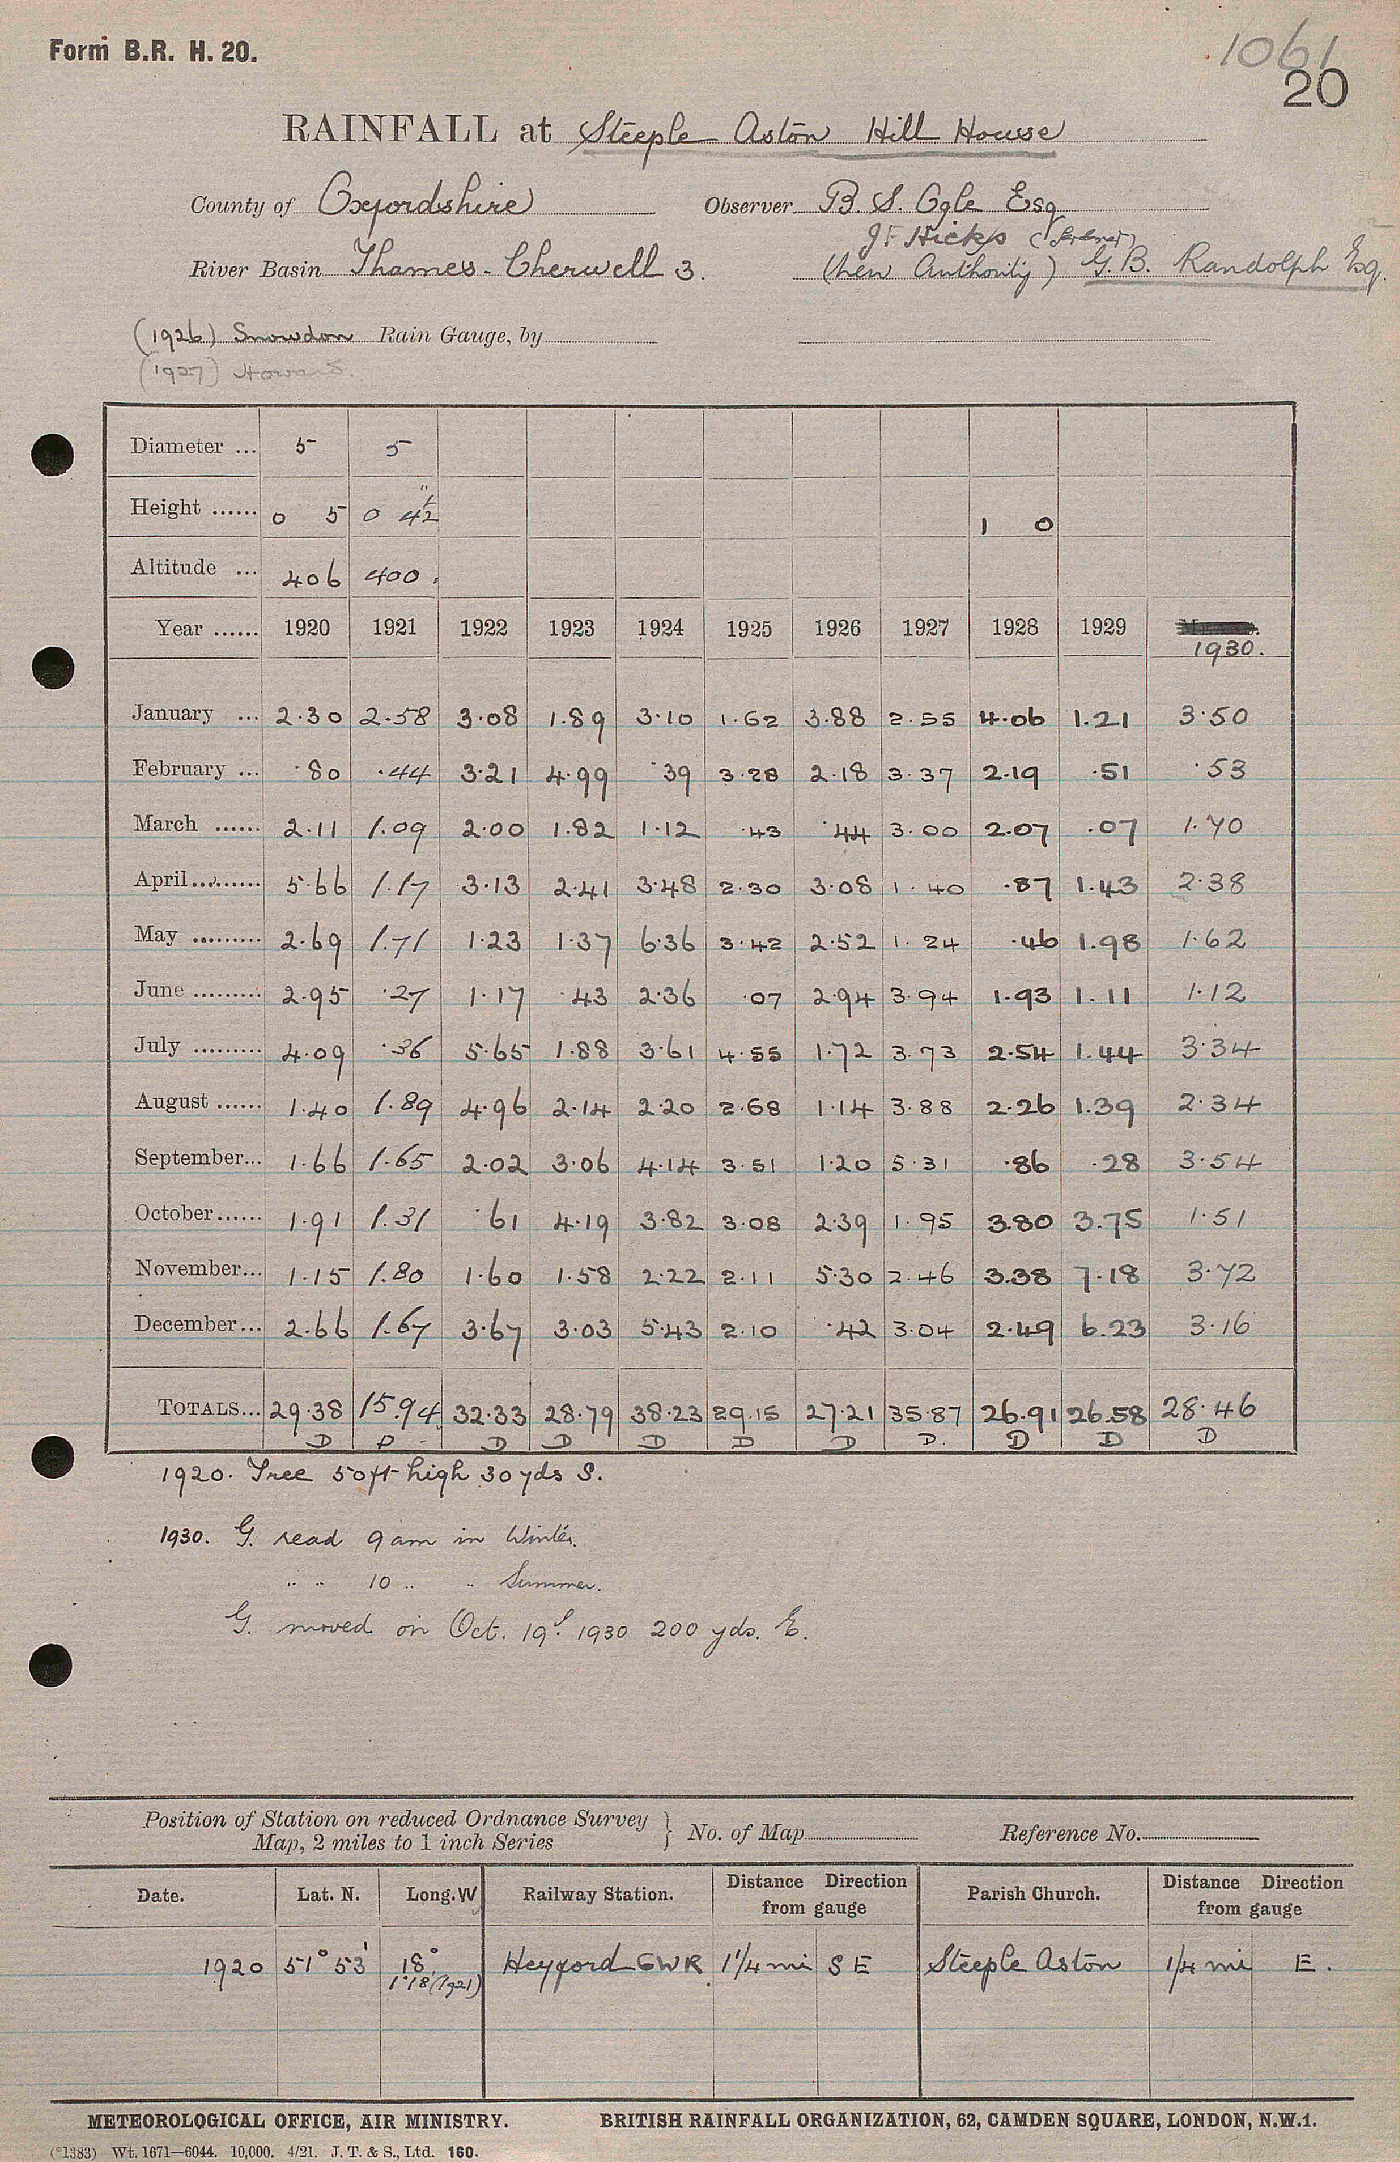 Form B.R. H. 20.
1061
20
RAINFALL at Steeple Aston Hill House
County of Oxfordshire Observer B. S. Ogle Esq
J F Hicks
River Basin Thames - Cherwell 3. (new Authority) G. B. Randolph Esq.
(1926) Snowdon Rain Gauge, by
(1927) Howard.
Diameter ... 5 5
Height ...... 0 5 0 4½" 1 0
Altitude ... 406 400.
Year ...... 1920 1921 1922 1923 1924 1925 1926 1927 1928 1929
1930.
January ... 2.30 2.58 3.08 1.89 3.10 1.62 3.88 2.55 4.06 1.21 3.50
February ... .80 .44 3.21 4.99 .39 3.28 2.18 3.37 2.19 .51 .53
March ...... 2.11 1.09 2.00 1.82 1.12 .43 .44 3.00 2.07 .07 1.70
April......... 5.66 1.17 3.13 2.41 3.48 2.30 3.08 1.40 .87 1.43 2.38
May ......... 2.69 1.71 1.23 1.37 6.36 3.42 2.52 1.24 .46 1.98 1.62
June ......... 2.95 .27 1.17 .43 2.36 .07 2.94 3.94 1.93 1.11 1.12
July ......... 4.09 .36 5.65 1.88 3.61 4.55 1.72 3.73 2.54 1.44 3.34
August ...... 1.40 1.89 4.96 2.14 2.20 2.68 1.14 3.88 2.26 1.39 2.34
September... 1.66 1.65 2.02 3.06 4.14 3.51 1.20 5.31 .86 .28 3.54
October...... 1.91 1.31 .61 4.19 3.82 3.08 2.39 1.95 3.80 3.75 1.51
November... 1.15 1.80 1.60 1.58 2.22 2.11 5.30 2.46 3.38 7.18 3.72
December... 2.66 1.67 3.67 3.03 5.43 2.10 .42 3.04 2.49 6.23 3.16
TOTALS... 29.38 15.94 32.33 28.79 38.23 29.15 27.21 35.87 26.91 26.58 28.46
D D D D D D D D. D D D
1920. Tree 50ft high 30yds S.
1930. G. read 9am in Winter.
" " 10 " " Summer.
G. moved on Oct. 19th 1930 200 yds. E.
Position of Station on reduced Ordnance Survey
Map, 2 miles to 1 inch Series } No. of Map Reference No.
Date. Lat. N. Long. W Railway Station. Distance Direction from gauge Parish Church. Distance Direction from gauge
1920 51° 53' 18° Heyford GWR 1¼ mi S E Steeple Aston ¼ mi E.
1°18 (1921)
METEOROLOGICAL OFFICE, AIR MINISTRY. BRITISH RAINFALL ORGANIZATION, 62, CAMDEN SQUARE, LONDON, N.W.1.
(*1383) Wt. 1671—6044. 10,000. 4/21. J. T. & S., Ltd. 160.